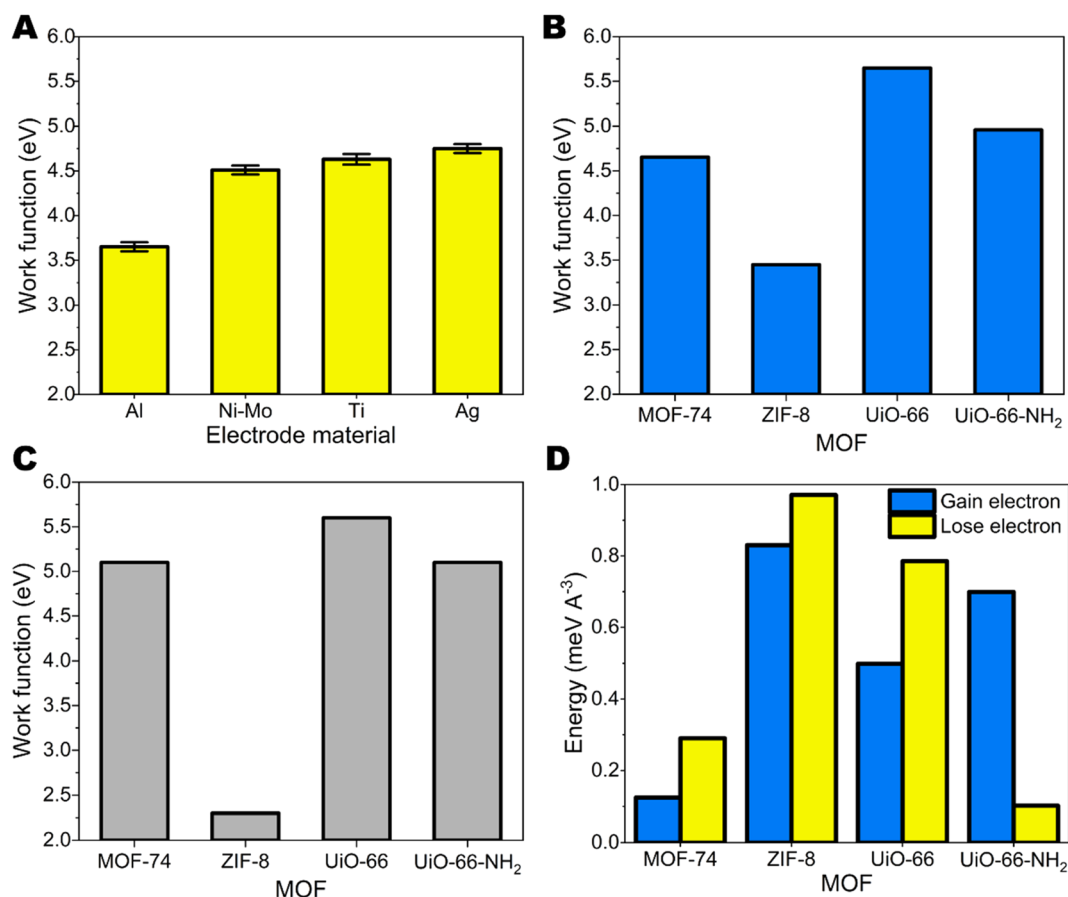 A
Work function (eV)
6.0
5.5
5.0
4.5
4.0
3.5
3.0
2.5
2.0
Al Ni-Mo Ti Ag
Electrode material
B
Work function (eV)
6.0
5.5
5.0
4.5
4.0
3.5
3.0
2.5
2.0
MOF-74 ZIF-8 UiO-66 UiO-66-NH₂
MOF
C
Work function (eV)
6.0
5.5
5.0
4.5
4.0
3.5
3.0
2.5
2.0
MOF-74 ZIF-8 UiO-66 UiO-66-NH₂
MOF
D
Energy (meV A⁻³)
1.0
0.8
0.6
0.4
0.2
0.0
Gain electron
Lose electron
MOF-74 ZIF-8 UiO-66 UiO-66-NH₂
MOF